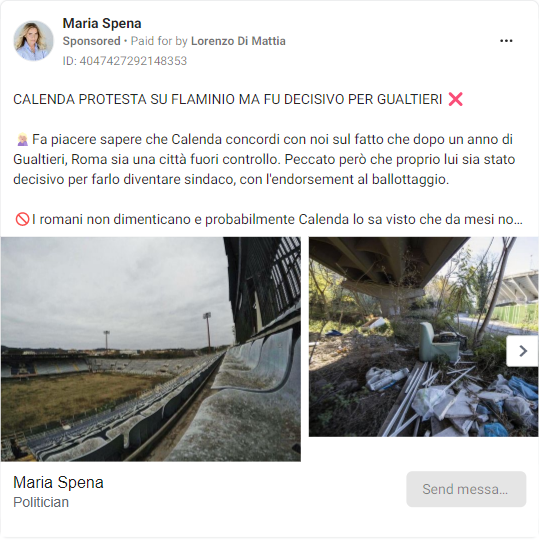 Maria Spena
Sponsored • Paid for by Lorenzo Di Mattia
ID: 4047427292148353
CALENDA PROTESTA SU FLAMINIO MA FU DECISIVO PER GUALTIERI ❌
🤦🏼‍♀️Fa piacere sapere che Calenda concordi con noi sul fatto che dopo un anno di
Gualtieri, Roma sia una città fuori controllo. Peccato però che proprio lui sia stato
decisivo per farlo diventare sindaco, con l'endorsement al ballottaggio.
🚫I romani non dimenticano e probabilmente Calenda lo sa visto che da mesi no...
Maria Spena
Politician
Send messa...